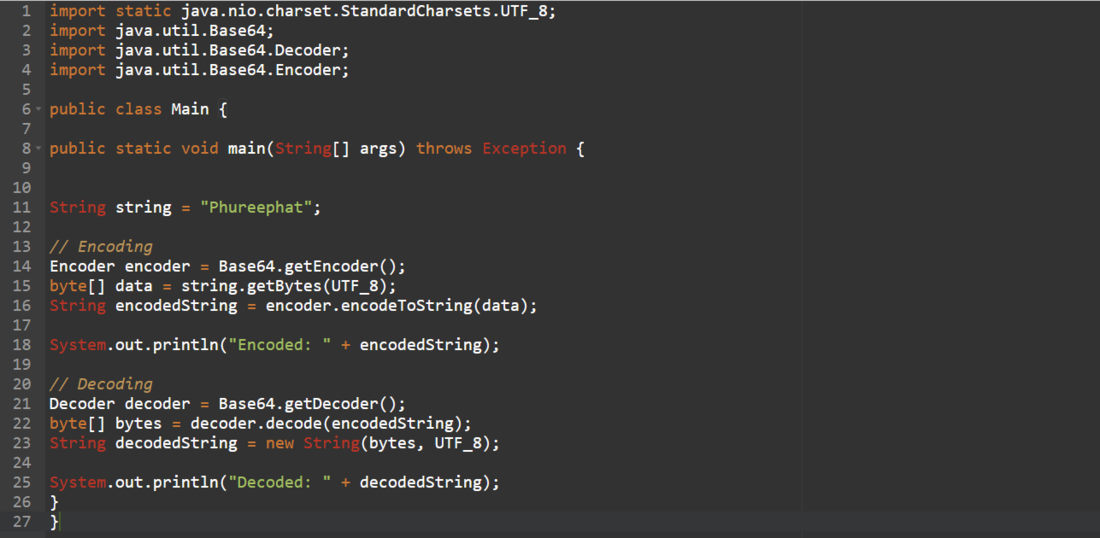 1 import static java.nio.charset.StandardCharsets.UTF_8;
2 import java.util.Base64;
3 import java.util.Base64.Decoder;
4 import java.util.Base64.Encoder;
5
6 public class Main {
7
8 public static void main(String[] args) throws Exception {
9
10
11 String string = "Phureephat";
12
13 // Encoding
14 Encoder encoder = Base64.getEncoder();
15 byte[] data = string.getBytes(UTF_8);
16 String encodedString = encoder.encodeToString(data);
17
18 System.out.println("Encoded: " + encodedString);
19
20 // Decoding
21 Decoder decoder = Base64.getDecoder();
22 byte[] bytes = decoder.decode(encodedString);
23 String decodedString = new String(bytes, UTF_8);
24
25 System.out.println("Decoded: " + decodedString);
26 }
27 }